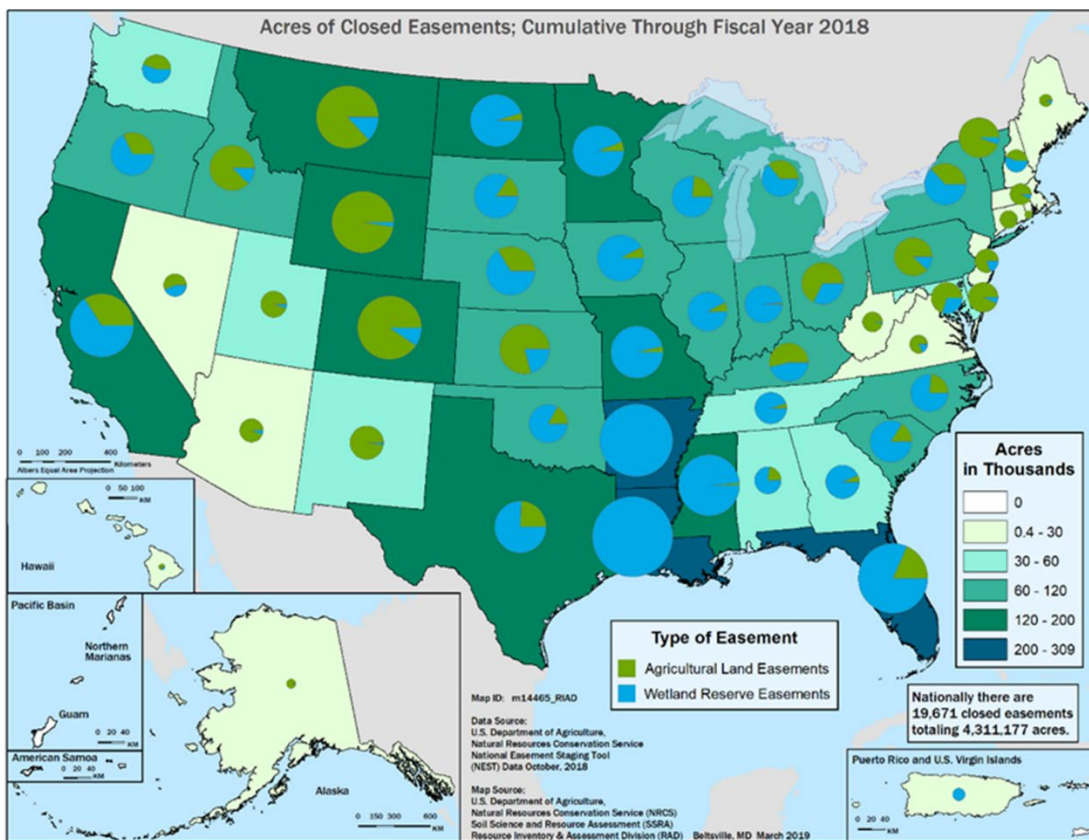 Acres of Closed Easements; Cumulative Through Fiscal Year 2018
0 100 200 400
Kilometers
Albers Equal Area Projection
0 50 100
KM
Hawaii
Pacific Basin
Northern
Marianas
Guam
0 20 40
KM
American Samoa
0 20 40
KM
Alaska
0 150 300 600
KM
Map ID: m14465_RIAD
Data Source:
U.S. Department of Agriculture,
Natural Resources Conservation Service
National Easement Staging Tool
(NEST) Data October, 2018
Map Source:
U.S. Department of Agriculture,
Natural Resources Conservation Service (NRCS)
Soil Science and Resource Assessment (SSRA)
Resource Inventory & Assessment Division (RAD) Beltsville, MD March 2019
Type of Easement
Agricultural Land Easements
Wetland Reserve Easements
Acres
in Thousands
0
0.4 - 30
30 - 60
60 - 120
120 - 200
200 - 309
Nationally there are
19,671 closed easements
totaling 4,311,177 acres.
Puerto Rico and U.S. Virgin Islands
0 20 40
KM